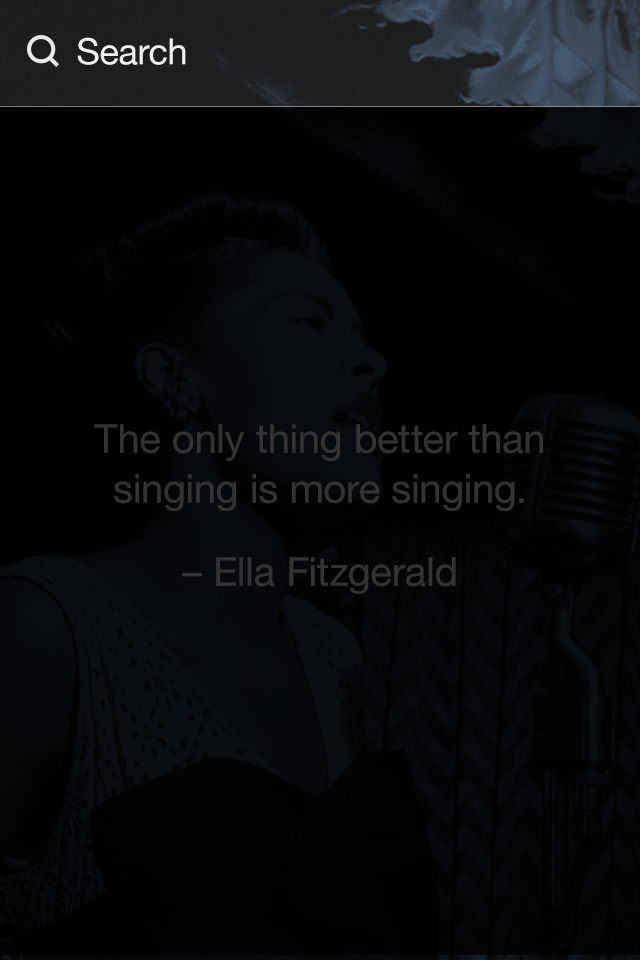 Search
The only thing better than
singing is more singing.
– Ella Fitzgerald